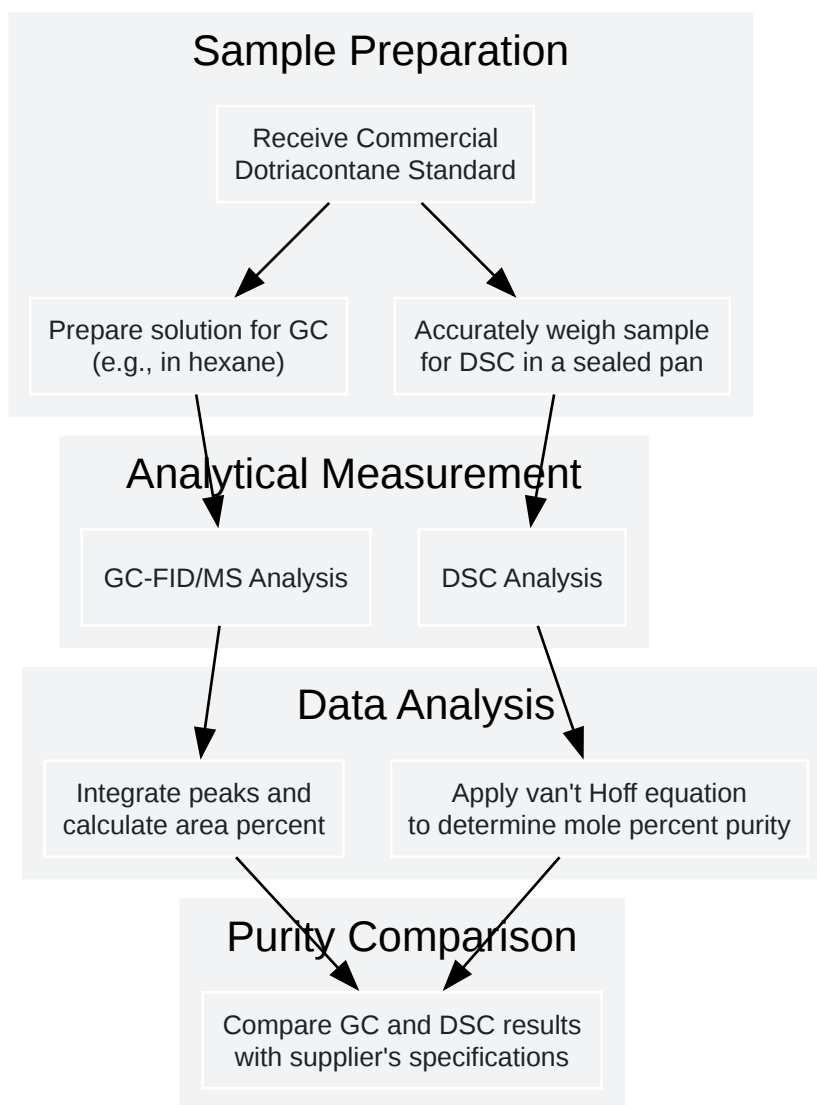 Sample Preparation
Receive Commercial
Dotriacontane Standard
Prepare solution for GC
(e.g., in hexane)
Accurately weigh sample
for DSC in a sealed pan
Analytical Measurement
GC-FID/MS Analysis
DSC Analysis
Data Analysis
Integrate peaks and
calculate area percent
Apply van't Hoff equation
to determine mole percent purity
Purity Comparison
Compare GC and DSC results
with supplier's specifications